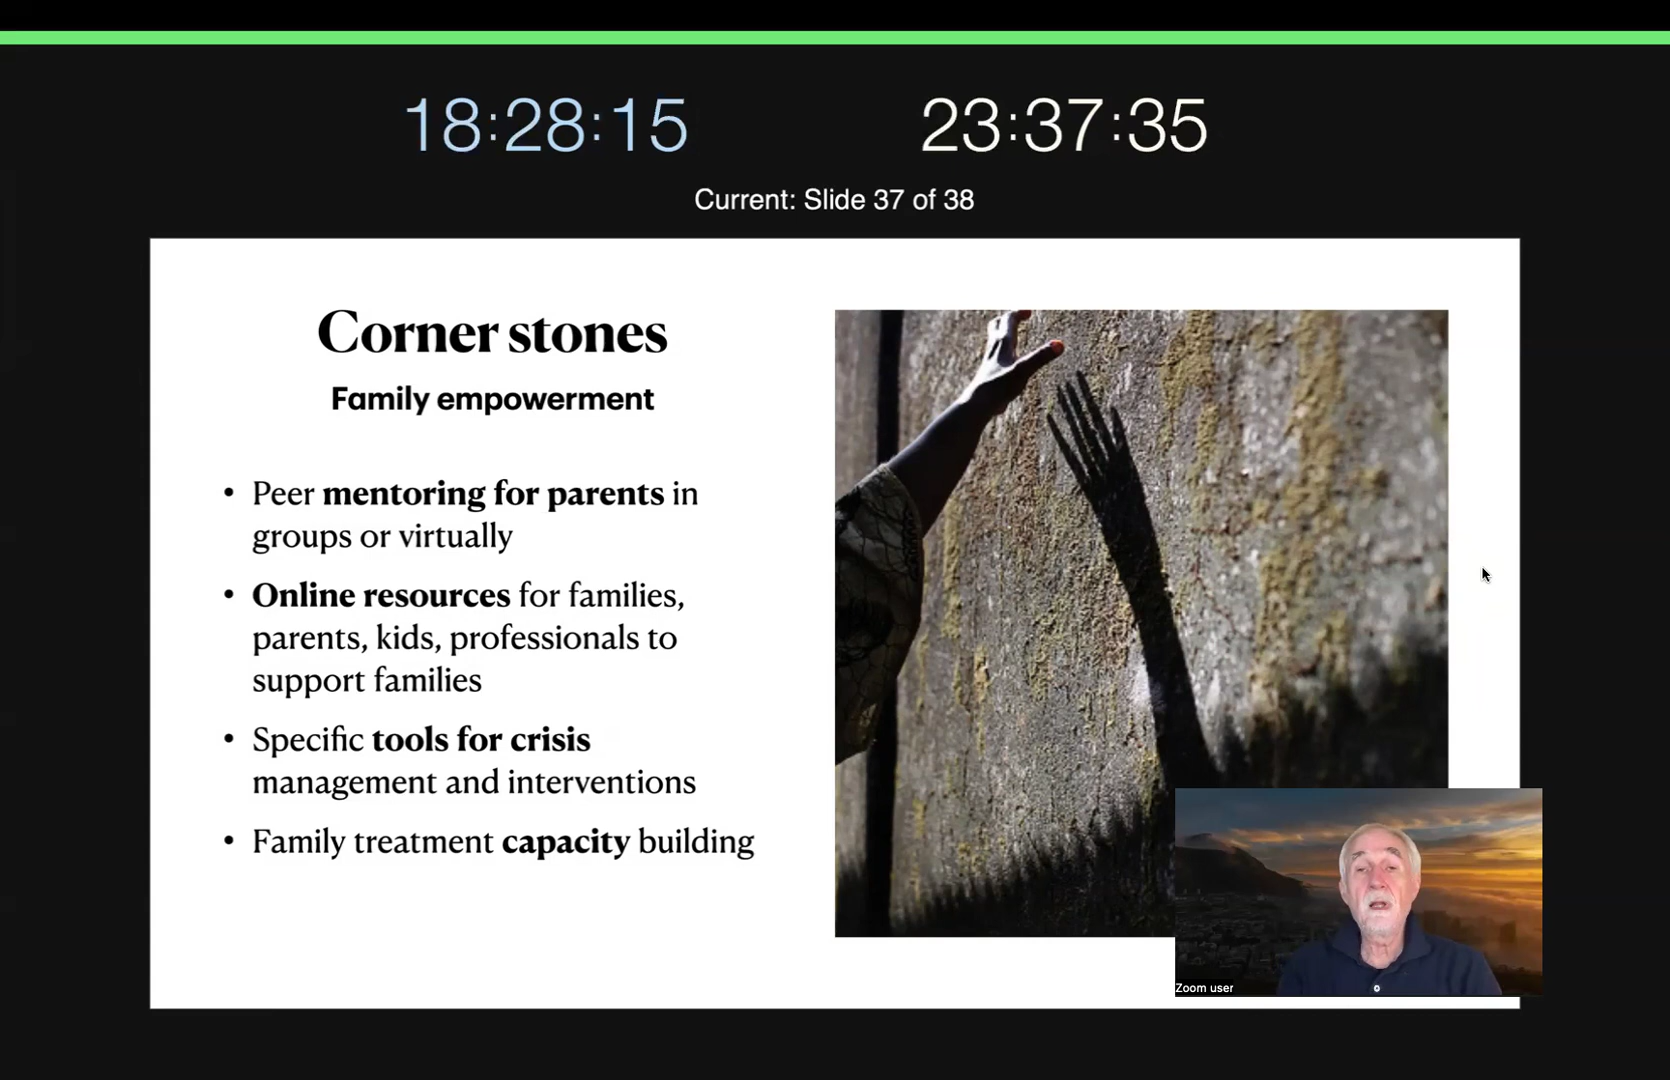 18:28:15
23:37:35
Current: Slide 37 of 38
Corner stones
Family empowerment
• Peer mentoring for parents in
groups or virtually
• Online resources for families,
parents, kids, professionals to
support families
• Specific tools for crisis
management and interventions
• Family treatment capacity building
Zoom user